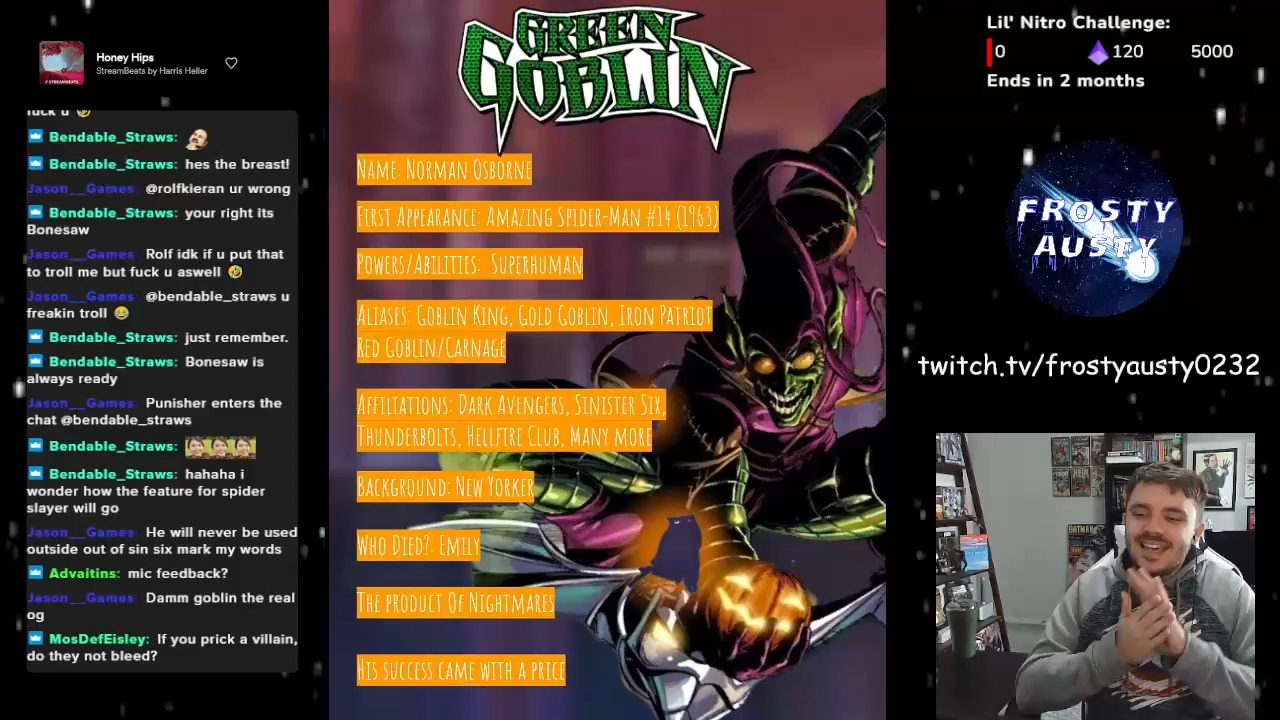 Honey Hips
StreamBeats by Harris Heller
fuck u
Bendable_Straws:
Bendable_Straws: hes the breast!
Jason__Games: @rolfkieran ur wrong
Bendable_Straws: your right its
Bonesaw
Jason__Games: Rolf idk if u put that
to troll me but fuck u aswell
Jason__Games: @bendable_straws u
freakin troll
Bendable_Straws: just remember.
Bendable_Straws: Bonesaw is
always ready
Jason__Games: Punisher enters the
chat @bendable_straws
Bendable_Straws:
Bendable_Straws: hahaha i
wonder how the feature for spider
slayer will go
Jason__Games: He will never be used
outside out of sin six mark my words
Advaitins: mic feedback?
Jason__Games: Damm goblin the real
og
MosDefEisley: If you prick a villain,
do they not bleed?
GREEN
GOBLIN
Name: Norman Osborne
First Appearance: Amazing Spider-Man #14 (1963)
Powers/Abilities: Superhuman
Aliases: Goblin King, Gold Goblin, Iron Patriot
Red Goblin/Carnage
Affiliations: Dark Avengers, Sinister Six,
Thunderbolts, Hellfire Club, Many more
Background: New Yorker
Who Died?: Emily
The product Of Nightmares
His success came with a price
Lil' Nitro Challenge:
0 120 5000
Ends in 2 months
FROSTY
AUSTY
twitch.tv/frostyausty0232
BATMAN